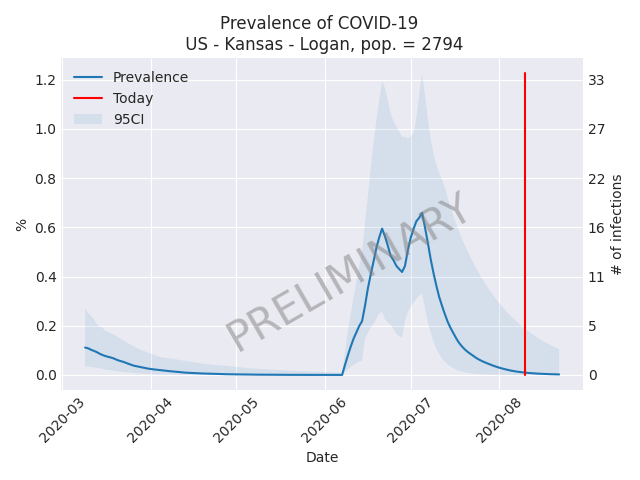 Prevalence of COVID-19
US - Kansas - Logan, pop. = 2794
Prevalence
Today
95CI
PRELIMINARY
%
1.2
1.0
0.8
0.6
0.4
0.2
0.0
33
27
22
16
11
5
0
# of infections
2020-03
2020-04
2020-05
2020-06
2020-07
2020-08
Date